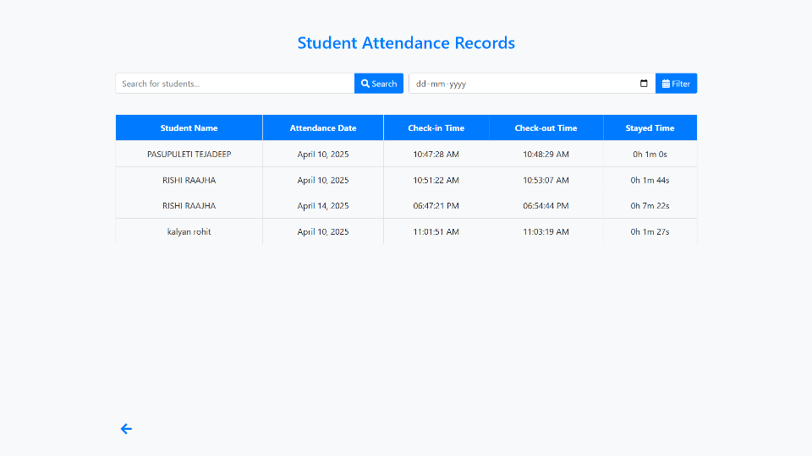 Student Attendance Records
Search for students... Search dd-mm-yyyy Filter
Student Name Attendance Date Check-in Time Check-out Time Stayed Time
PASUPULETI TEJADEEP April 10, 2025 10:47:28 AM 10:48:29 AM 0h 1m 0s
RISHI RAAJHA April 10, 2025 10:51:22 AM 10:53:07 AM 0h 1m 44s
RISHI RAAJHA April 14, 2025 06:47:21 PM 06:54:44 PM 0h 7m 22s
kalyan rohit April 10, 2025 11:01:51 AM 11:03:19 AM 0h 1m 27s